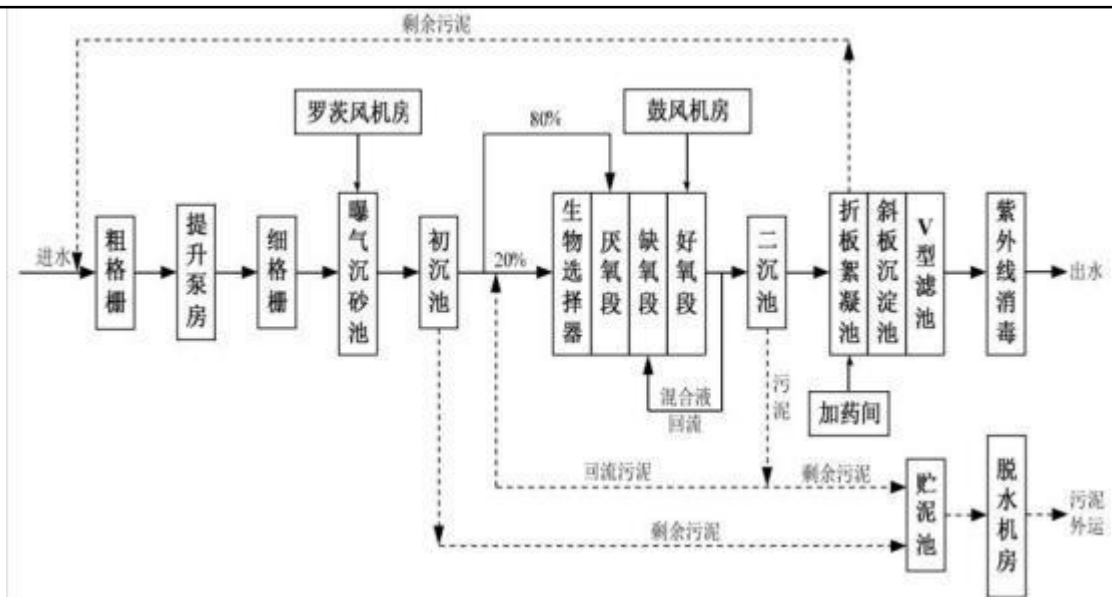 剩余污泥
罗茨风机房
鼓风机房
80%
进水
粗格栅
提升泵房
细格栅
曝气沉砂池
初沉池
20%
生物选择器
厌氧段
缺氧段
好氧段
二沉池
折板絮凝池
斜板沉淀池
V型滤池
紫外线消毒
出水
混合液
回流
污泥
加药间
回流污泥
剩余污泥
贮泥池
脱水机房
污泥
外运
剩余污泥